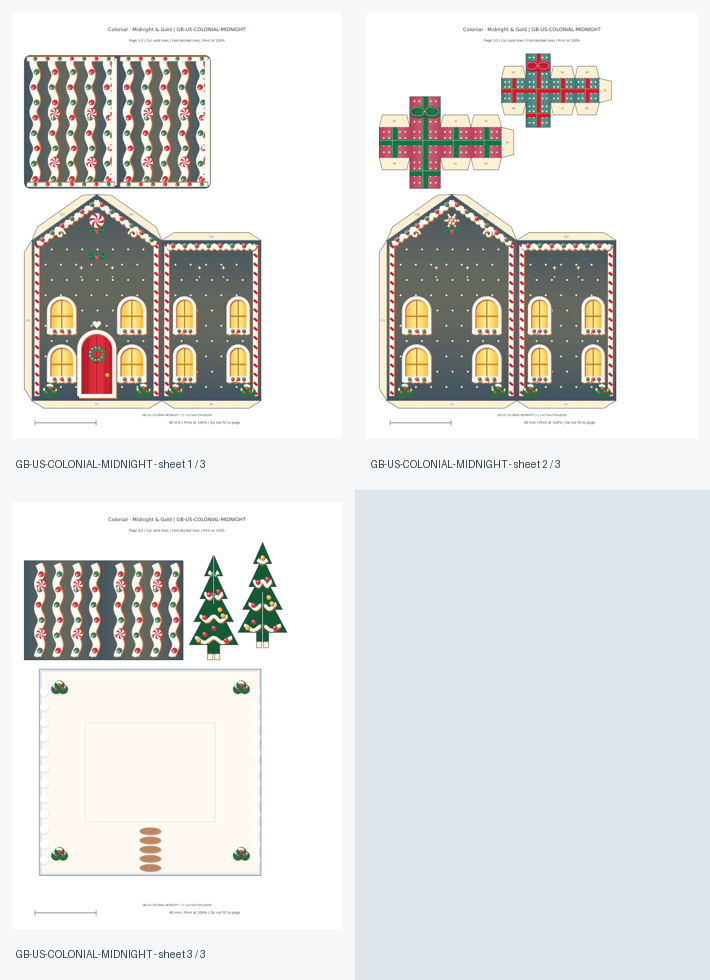 Colonial · Midnight & Gold | GB-US-COLONIAL-MIDNIGHT
Page 1/3 | Cut solid lines | Fold dashed lines | Print at 100%
40 mm | Print at 100% | Do not fit to page
GB-US-COLONIAL-MIDNIGHT - sheet 1 / 3
Colonial · Midnight & Gold | GB-US-COLONIAL-MIDNIGHT
Page 2/3 | Cut solid lines | Fold dashed lines | Print at 100%
40 mm | Print at 100% | Do not fit to page
GB-US-COLONIAL-MIDNIGHT - sheet 2 / 3
Colonial · Midnight & Gold | GB-US-COLONIAL-MIDNIGHT
Page 3/3 | Cut solid lines | Fold dashed lines | Print at 100%
40 mm | Print at 100% | Do not fit to page
GB-US-COLONIAL-MIDNIGHT - sheet 3 / 3